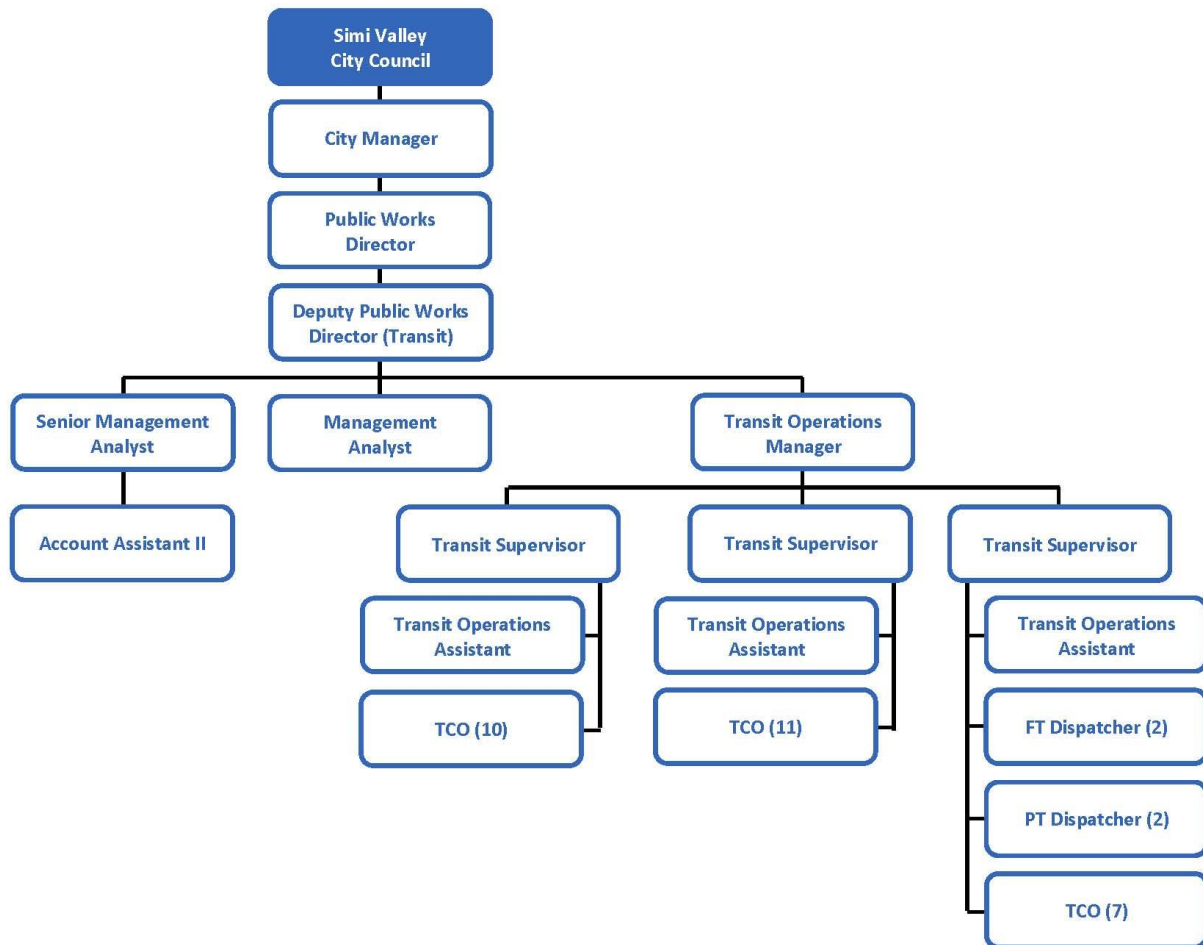 Simi Valley
City Council
City Manager
Public Works
Director
Deputy Public Works
Director (Transit)
Senior Management
Analyst
Management
Analyst
Transit Operations
Manager
Account Assistant II
Transit Supervisor
Transit Supervisor
Transit Supervisor
Transit Operations
Assistant
Transit Operations
Assistant
Transit Operations
Assistant
TCO (10)
TCO (11)
FT Dispatcher (2)
PT Dispatcher (2)
TCO (7)